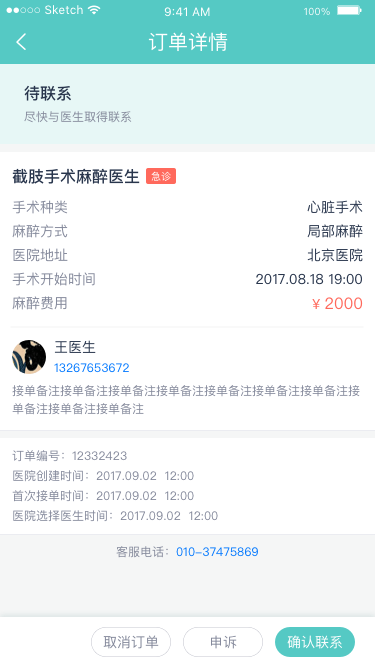 Sketch
9:41 AM
100%
订单详情
待联系
尽快与医生取得联系
截肢手术麻醉医生 急诊
手术种类 心脏手术
麻醉方式 局部麻醉
医院地址 北京医院
手术开始时间 2017.08.18 19:00
麻醉费用 ¥ 2000
王医生
13267653672
接单备注接单备注接单备注接单备注接单备注接单备注接单备注接
单备注接单备注接单备注
订单编号：12332423
医院创建时间：2017.09.02 12:00
首次接单时间：2017.09.02 12:00
医院选择医生时间：2017.09.02 12:00
客服电话：010-37475869
取消订单
申诉
确认联系